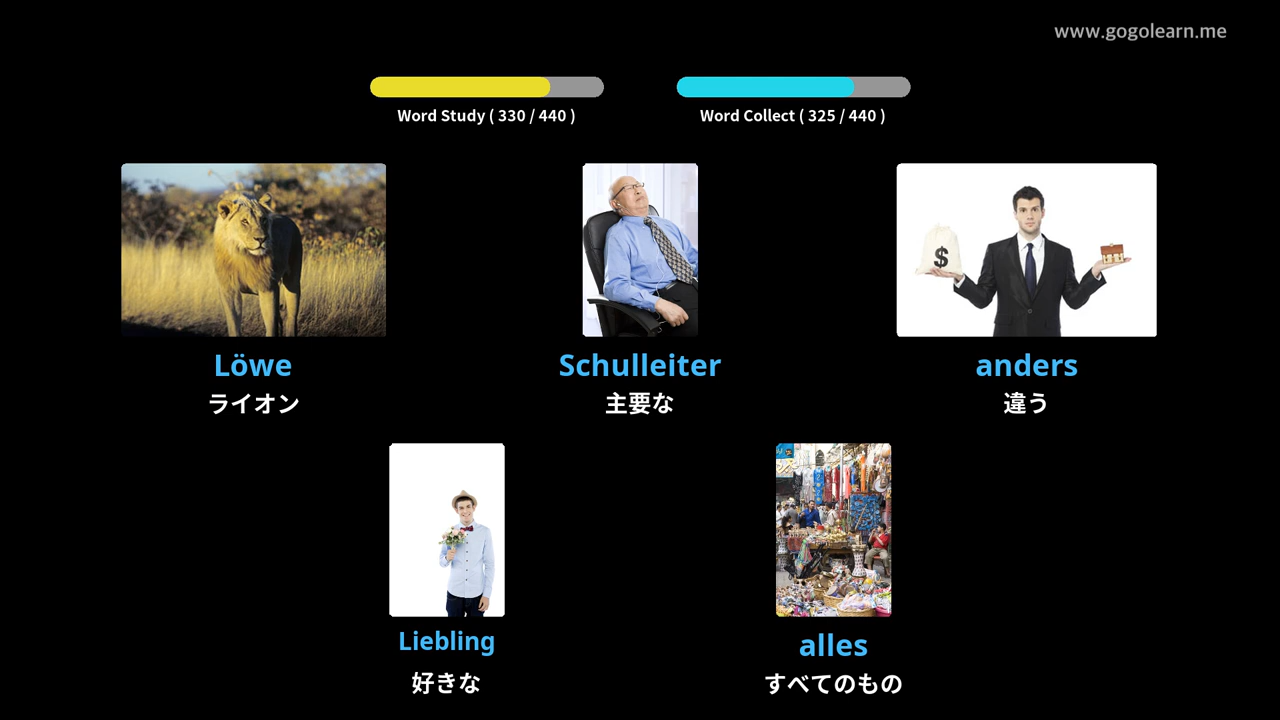 www.gogolearn.me
Word Study ( 330 / 440 )
Word Collect ( 325 / 440 )
$
Löwe
ライオン
Schulleiter
主要な
anders
違う
Liebling
好きな
alles
すべてのもの